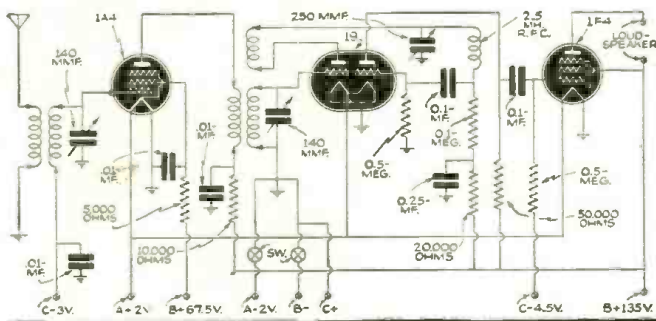 1A4
250 MMF.
19
2.5
MH.
R.F.C.
1F4
LOUD-
SPEAKER
140
MMF.
.01-
MF.
.01-
MF.
140
MMF.
0.5-
MEG.
0.1-
MF.
0.1-
MEG.
0.1-
MF.
0.5-
MEG.
5,000
OHMS
10,000
OHMS
SW.
0.25-
MF.
20,000
OHMS
50,000
OHMS
.01-
MF.
C-3V.
A+2V
B+67.5V.
A-2V.
B-
C+
C-4.5V.
B+135V.